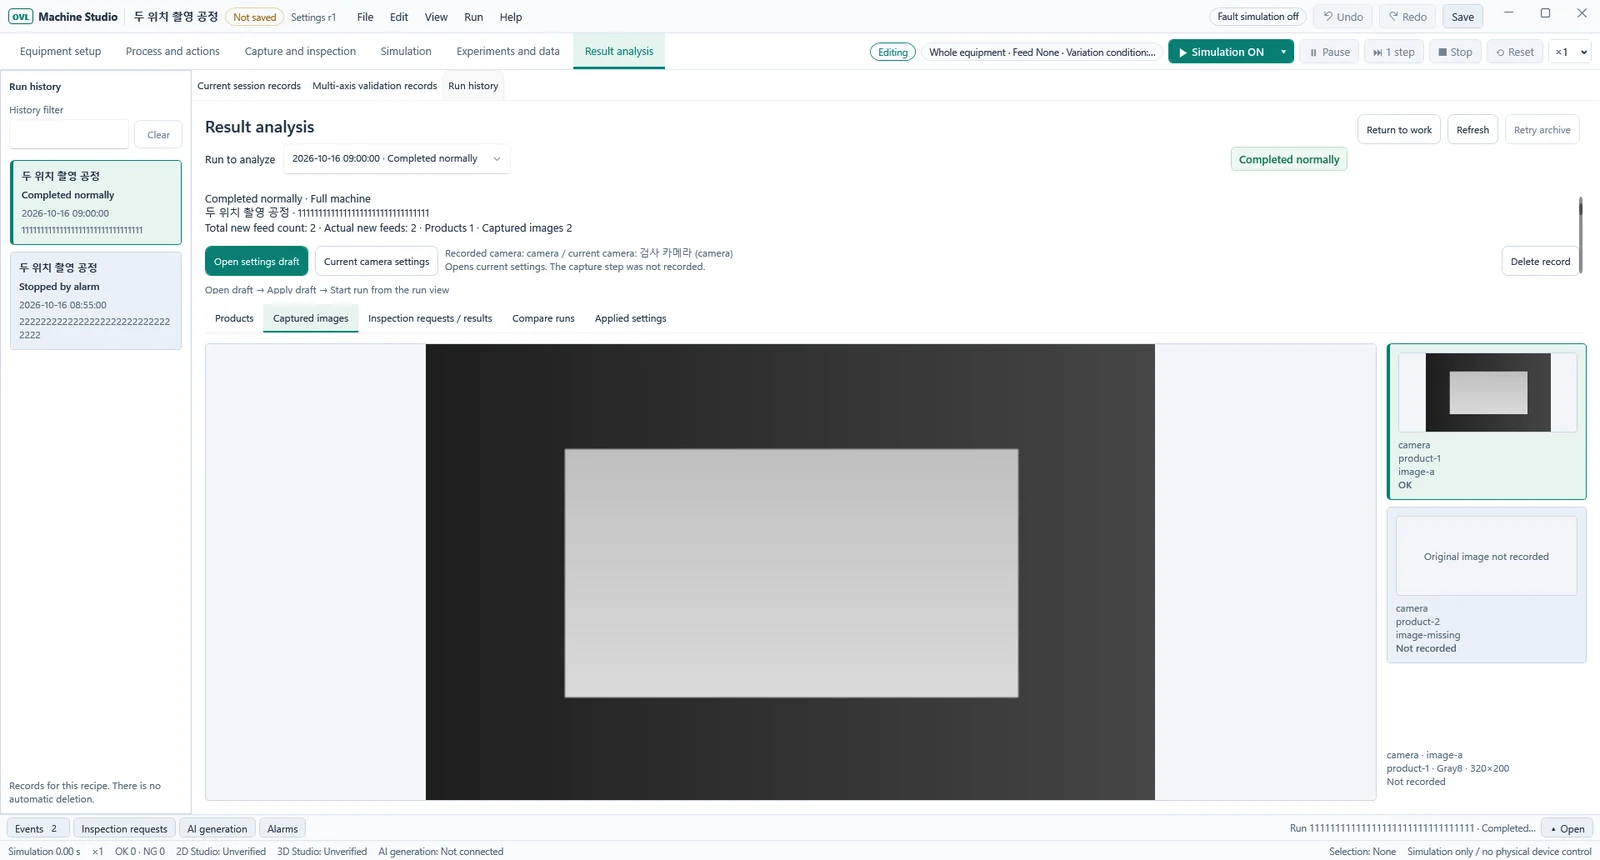 OVL Machine Studio 두 위치 촬영 공정 Not saved Settings r1 File Edit View Run Help Fault simulation off Undo Redo Save
Equipment setup Process and actions Capture and inspection Simulation Experiments and data Result analysis Editing Whole equipment · Feed None · Variation condition:... Simulation ON Pause 1 step Stop Reset ×1
Run history
History filter
Clear
두 위치 촬영 공정
Completed normally
2026-10-16 09:00:00
11111111111111111111111111111111
두 위치 촬영 공정
Stopped by alarm
2026-10-16 08:55:00
2222222222222222222222222222
2222
Records for this recipe. There is no
automatic deletion.
Current session records Multi-axis validation records Run history
Result analysis
Return to work Refresh Retry archive
Run to analyze 2026-10-16 09:00:00 · Completed normally
Completed normally
Completed normally · Full machine
두 위치 촬영 공정 · 11111111111111111111111111111111
Total new feed count: 2 · Actual new feeds: 2 · Products 1 · Captured images 2
Open settings draft Current camera settings
Recorded camera: camera / current camera: 검사 카메라 (camera)
Opens current settings. The capture step was not recorded.
Delete record
Open draft → Apply draft → Start run from the run view
Products Captured images Inspection requests / results Compare runs Applied settings
camera
product-1
image-a
OK
Original image not recorded
camera
product-2
image-missing
Not recorded
camera · image-a
product-1 · Gray8 · 320×200
Not recorded
Events 2 Inspection requests AI generation Alarms
Run 11111111111111111111111111111111 · Completed... Open
Simulation 0.00 s ×1 OK 0 · NG 0 2D Studio: Unverified 3D Studio: Unverified AI generation: Not connected
Selection: None Simulation only / no physical device control